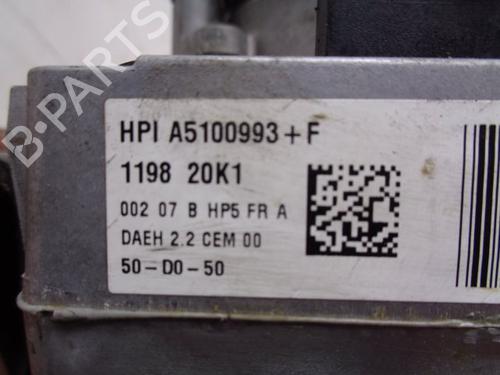 B-PARTS
HPI A5100993+F
1198 20K1
002 07 B HP5 FR A
DAEH 2.2 CEM 00
50-D0-50